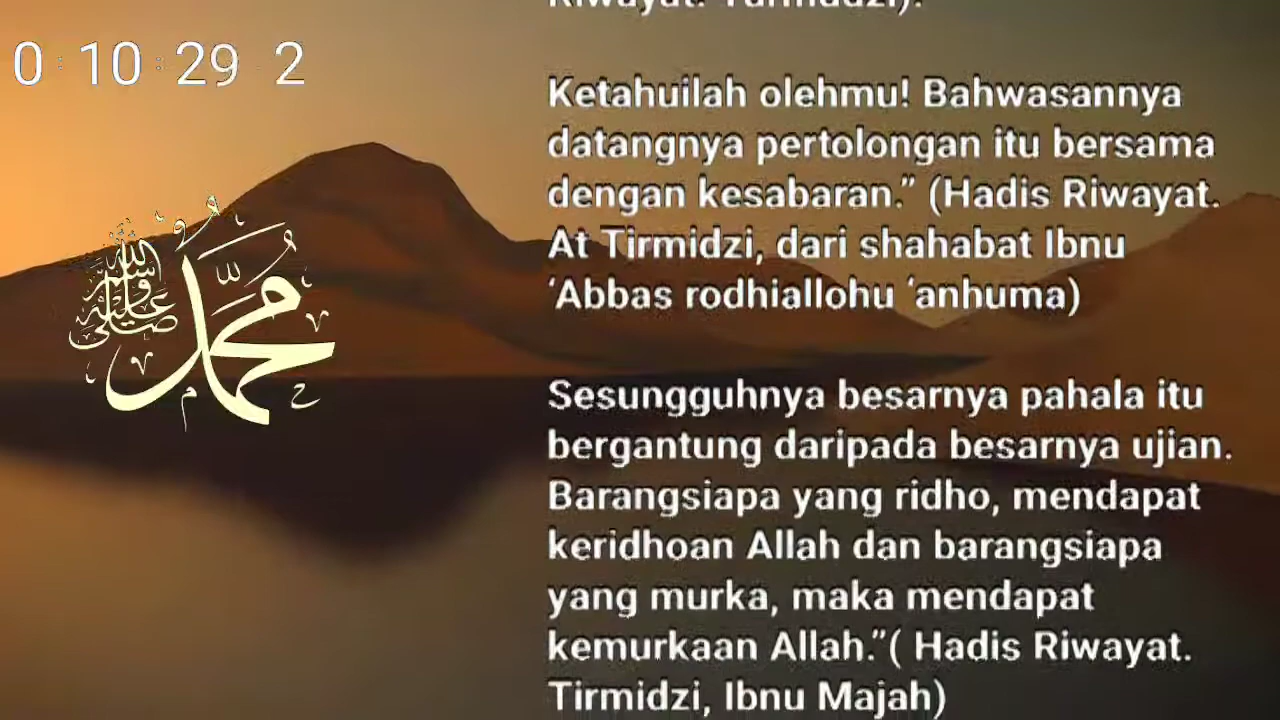 Riwayat. Turmudzi).
0:10:29 2
Ketahuilah olehmu! Bahwasannya
datangnya pertolongan itu bersama
dengan kesabaran.” (Hadis Riwayat.
At Tirmidzi, dari shahabat Ibnu
‘Abbas rodhiallohu ‘anhuma)
محمد
صلى الله عليه وسلم
Sesungguhnya besarnya pahala itu
bergantung daripada besarnya ujian.
Barangsiapa yang ridho, mendapat
keridhoan Allah dan barangsiapa
yang murka, maka mendapat
kemurkaan Allah.”( Hadis Riwayat.
Tirmidzi, Ibnu Majah)